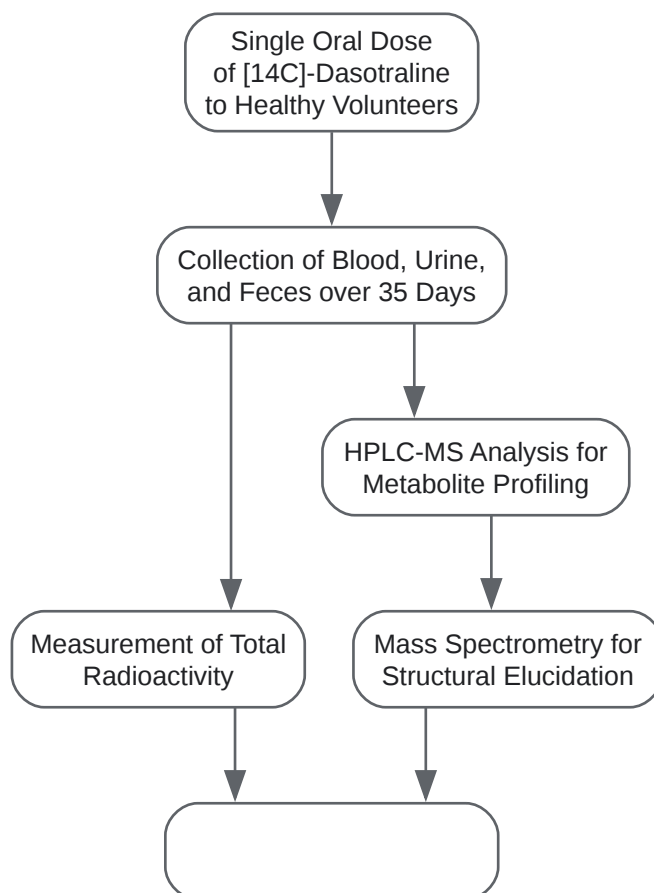 Single Oral Dose
of [14C]-Dasotraline
to Healthy Volunteers
Collection of Blood, Urine,
and Feces over 35 Days
HPLC-MS Analysis for
Metabolite Profiling
Measurement of Total
Radioactivity
Mass Spectrometry for
Structural Elucidation